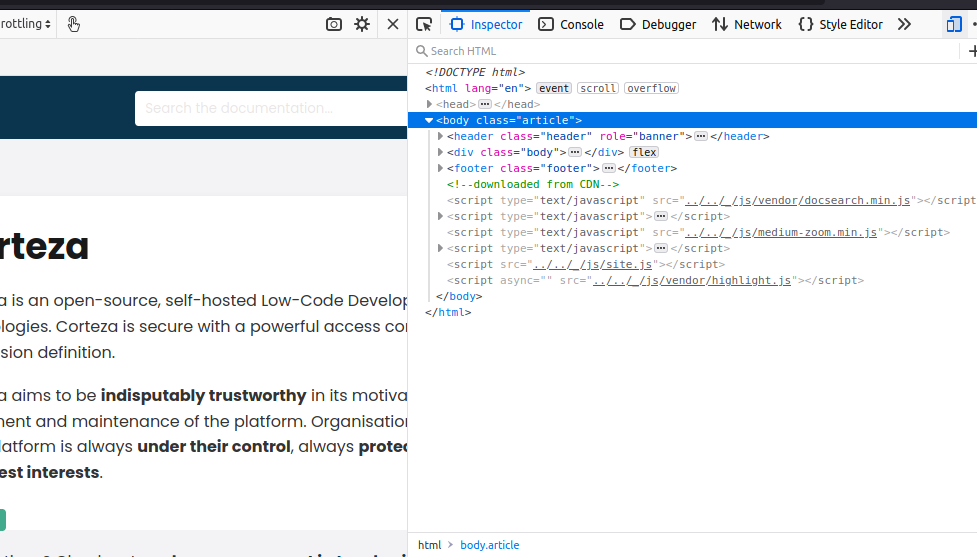 rottling
Search the documentation...
rteza
a is an open-source, self-hosted Low-Code Develop
ologies. Corteza is secure with a powerful access con
sion definition.
a aims to be indisputably trustworthy in its motiva
ment and maintenance of the platform. Organisation
latform is always under their control, always protec
est interests.
Inspector Console Debugger Network Style Editor
Search HTML
<!DOCTYPE html>
<html lang="en"> event scroll overflow
<head> ... </head>
<body class="article">
<header class="header" role="banner"> ... </header>
<div class="body"> ... </div> flex
<footer class="footer"> ... </footer>
<!--downloaded from CDN-->
<script type="text/javascript" src="../../_/js/vendor/docsearch.min.js"></script
<script type="text/javascript"> ... </script>
<script type="text/javascript" src="../../_/js/medium-zoom.min.js"></script>
<script type="text/javascript"> ... </script>
<script src="../../_/js/site.js"></script>
<script async="" src="../../_/js/vendor/highlight.js"></script>
</body>
</html>
html > body.article